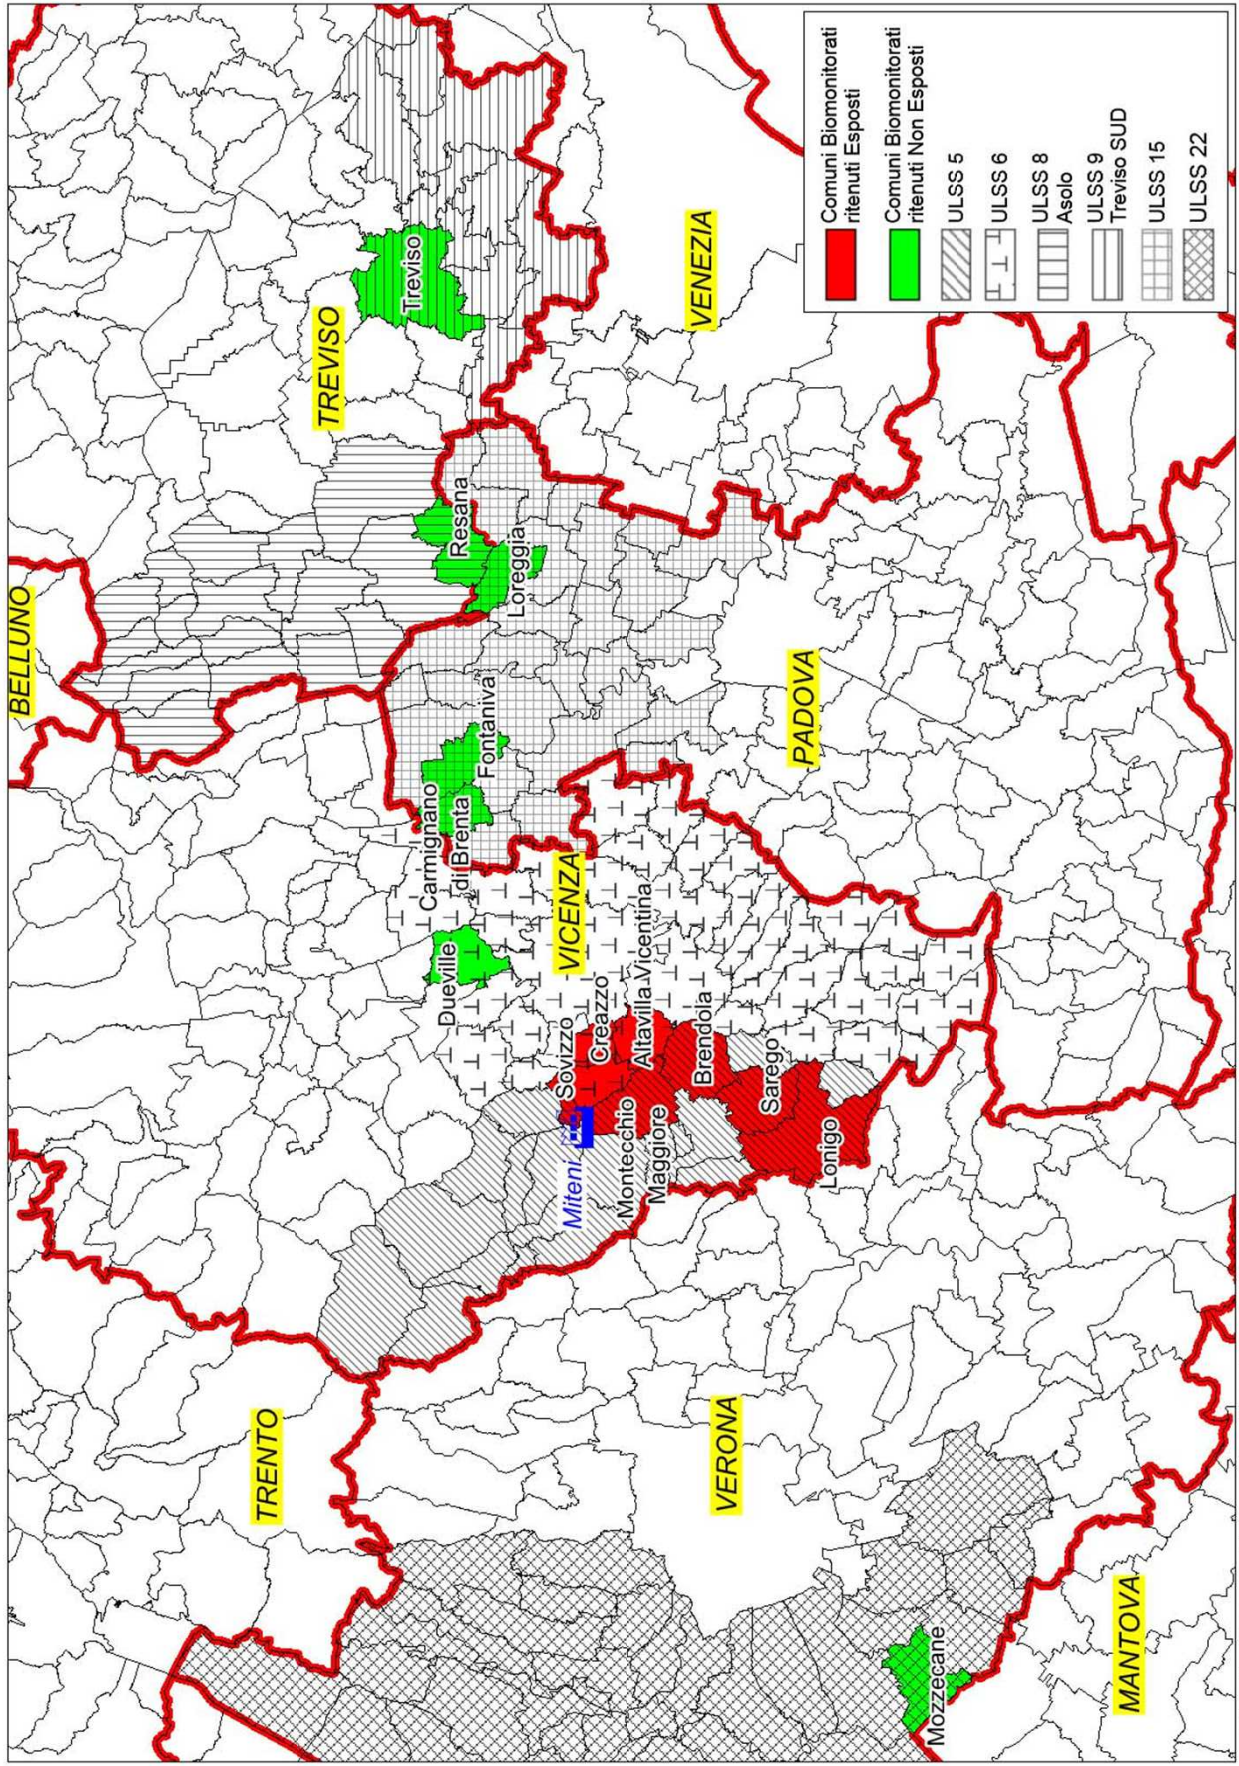 BELLUNO
TRENTO
TREVISO
Treviso
Resana
Loreggia
Camignano
di Brenta
Fontaniva
Dueville
VICENZA
Sovizzo
Creazzo
Altavilla Vicentina
Miteni
Montecchio
Maggiore
Brendola
Sarego
Lonigo
VENEZIA
PADOVA
VERONA
Mozzecane
MANTOVA
Comuni Biomonitorati
ritenuti Esposti
Comuni Biomonitorati
ritenuti Non Esposti
ULSS 5
ULSS 6
ULSS 8
Asolo
ULSS 9
Treviso SUD
ULSS 15
ULSS 22